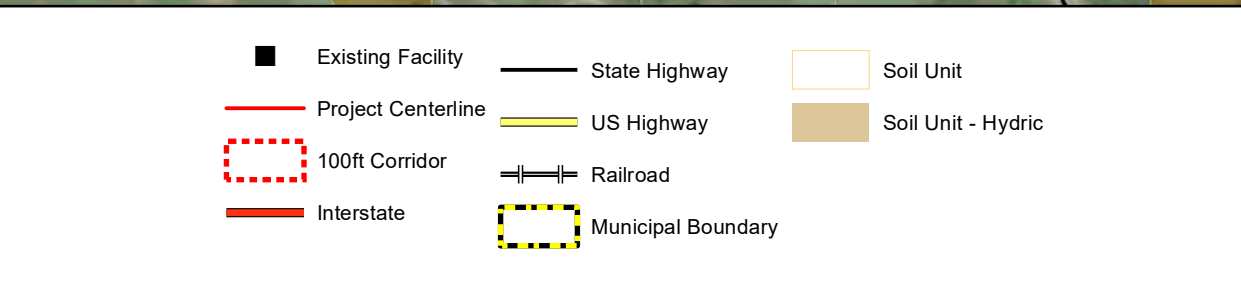 Existing Facility
Project Centerline
100ft Corridor
Interstate
State Highway
US Highway
Railroad
Municipal Boundary
Soil Unit
Soil Unit - Hydric